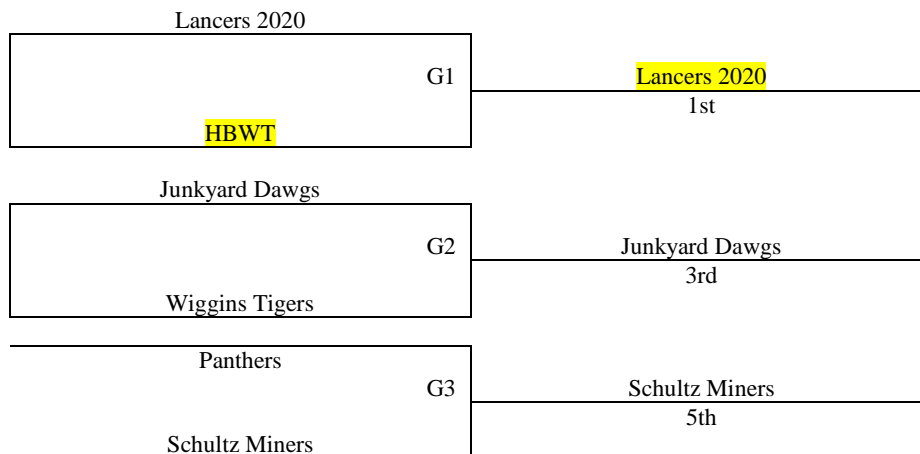 Lancers 2020
G1
Lancers 2020
1st
HBWT
Junkyard Dawgs
G2
Junkyard Dawgs
3rd
Wiggins Tigers
Panthers
G3
Schultz Miners
5th
Schultz Miners